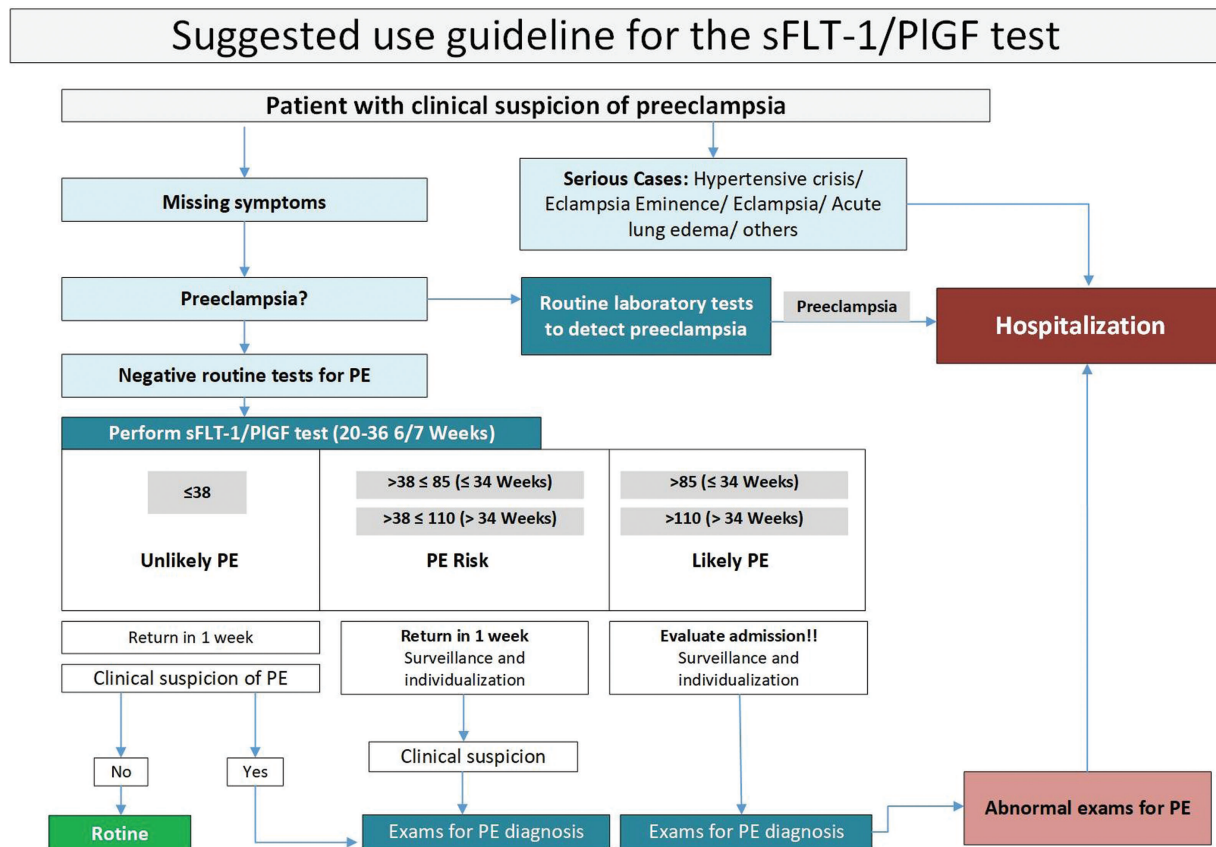 Suggested use guideline for the sFLT-1/PlGF test
Patient with clinical suspicion of preeclampsia
Missing symptoms
Serious Cases: Hypertensive crisis/
Eclampsia Eminence/ Eclampsia/ Acute
lung edema/ others
Preeclampsia?
Routine laboratory tests
to detect preeclampsia
Preeclampsia
Hospitalization
Negative routine tests for PE
Perform sFLT-1/PlGF test (20-36 6/7 Weeks)
≤38
Unlikely PE
>38 ≤ 85 (≤ 34 Weeks)
>38 ≤ 110 (> 34 Weeks)
PE Risk
>85 (≤ 34 Weeks)
>110 (> 34 Weeks)
Likely PE
Return in 1 week
Clinical suspicion of PE
Return in 1 week
Surveillance and
individualization
Evaluate admission!!
Surveillance and
individualization
No
Yes
Clinical suspicion
Rotine
Exams for PE diagnosis
Exams for PE diagnosis
Abnormal exams for PE